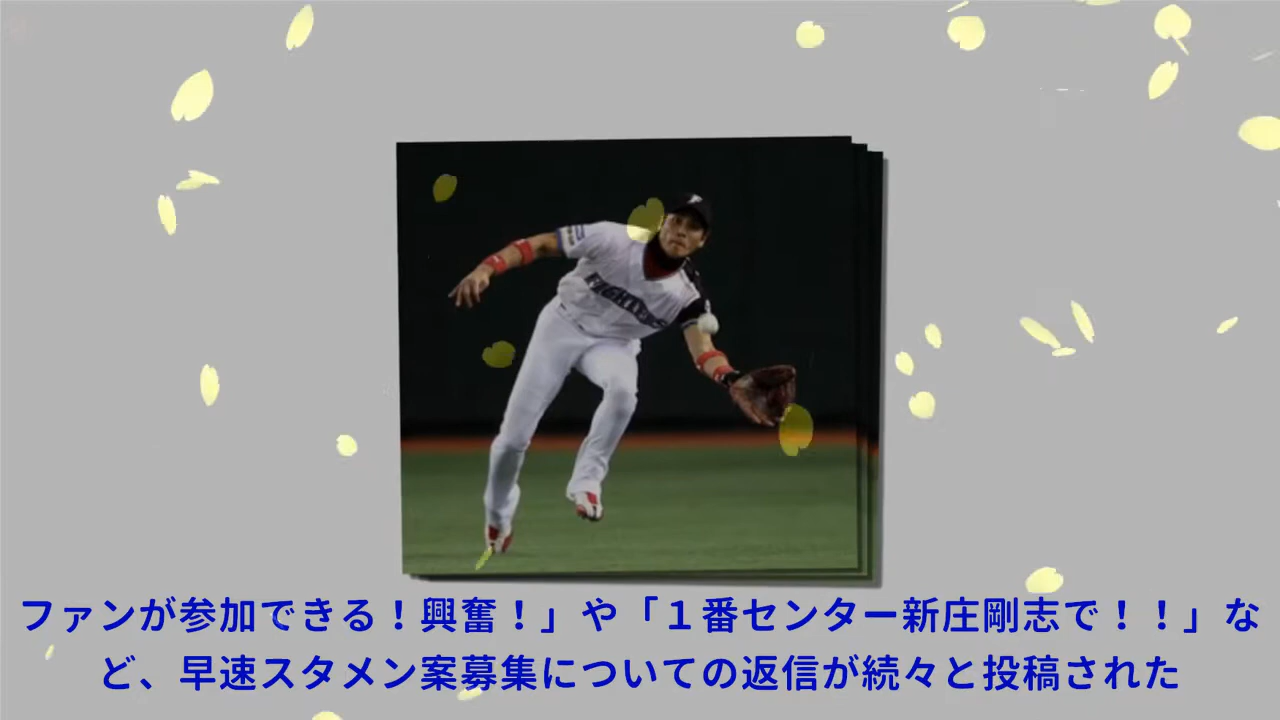 FIGHTERS
ファンが参加できる！興奮！」や「１番センター新庄剛志で！！」な
ど、早速スタメン案募集についての返信が続々と投稿された